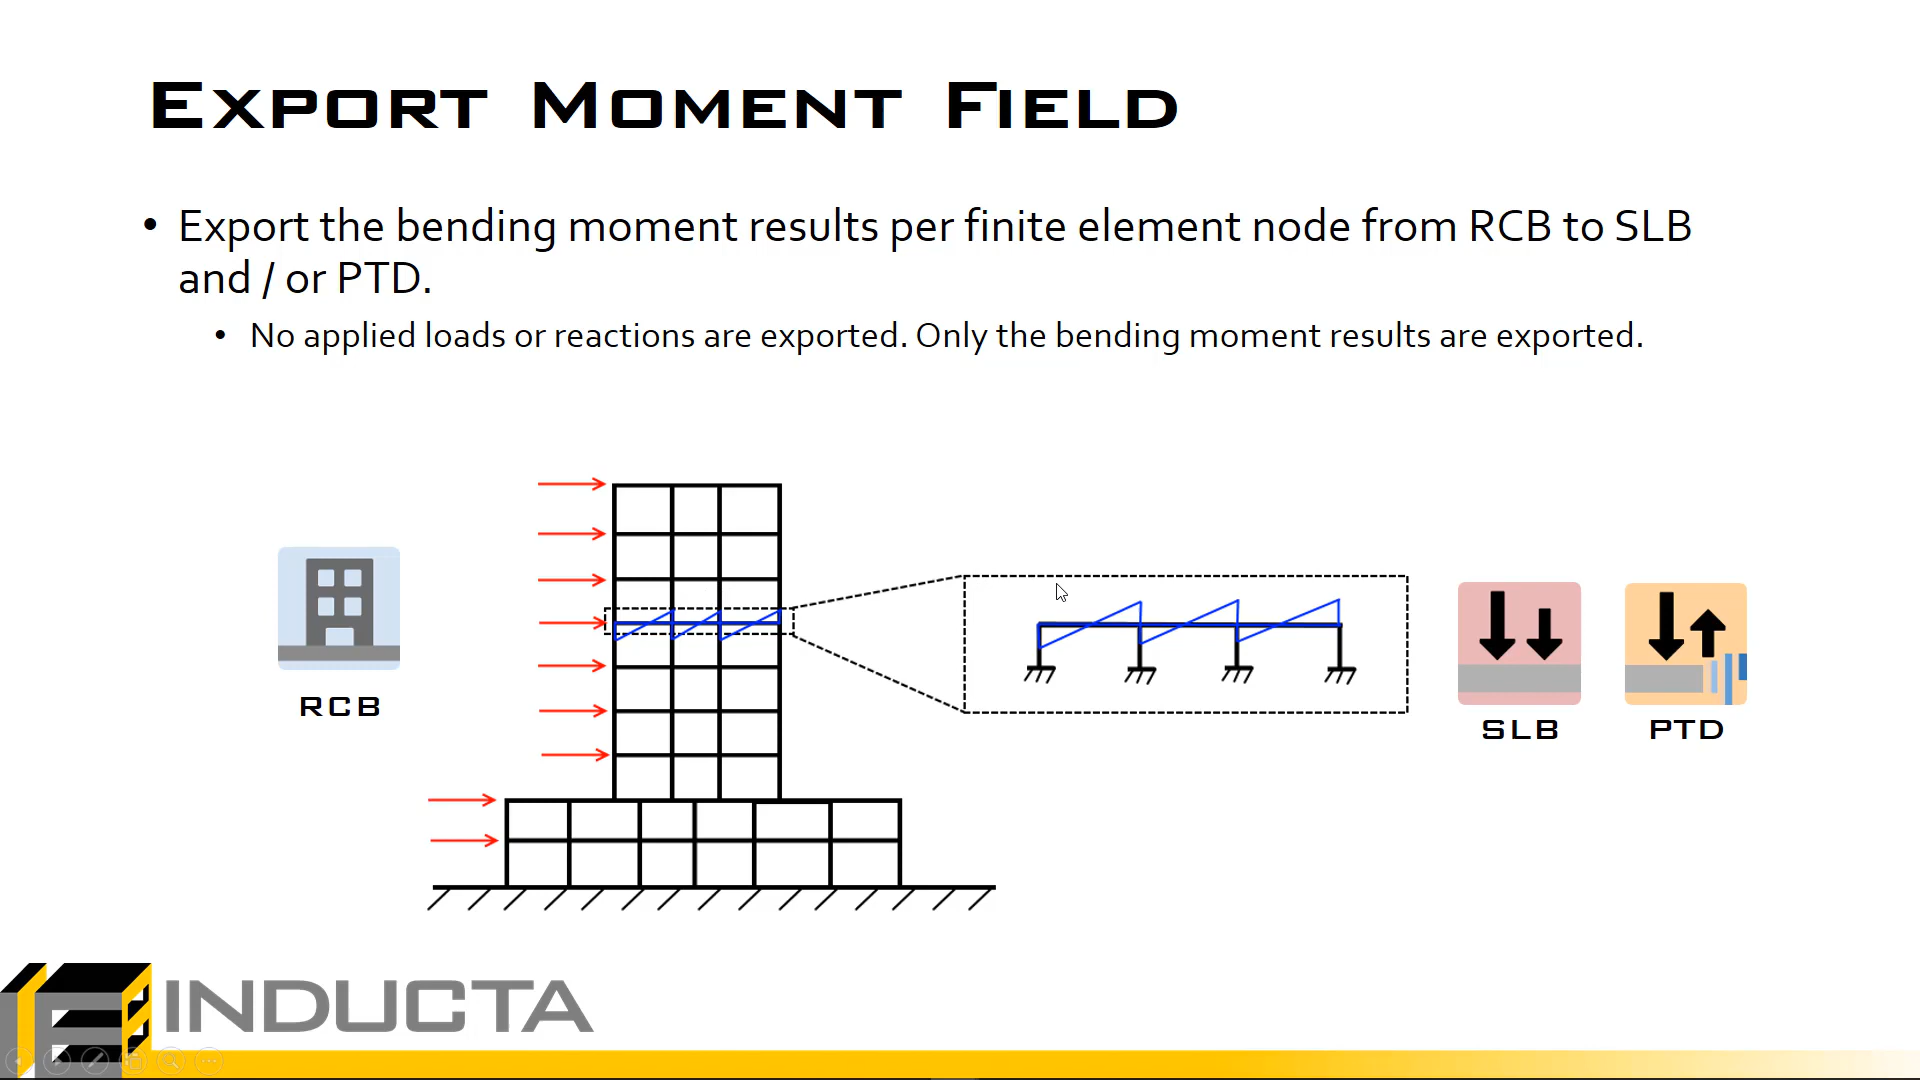 Export Moment Field
• Export the bending moment results per finite element node from RCB to SLB
and / or PTD.
• No applied loads or reactions are exported. Only the bending moment results are exported.
RCB
SLB
PTD
INDUCTA